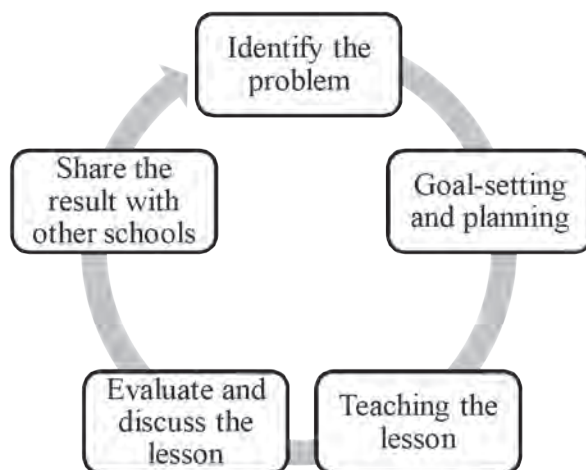 Identify the
problem
Goal-setting
and planning
Teaching the
lesson
Evaluate and
discuss the
lesson
Share the
result with
other schools